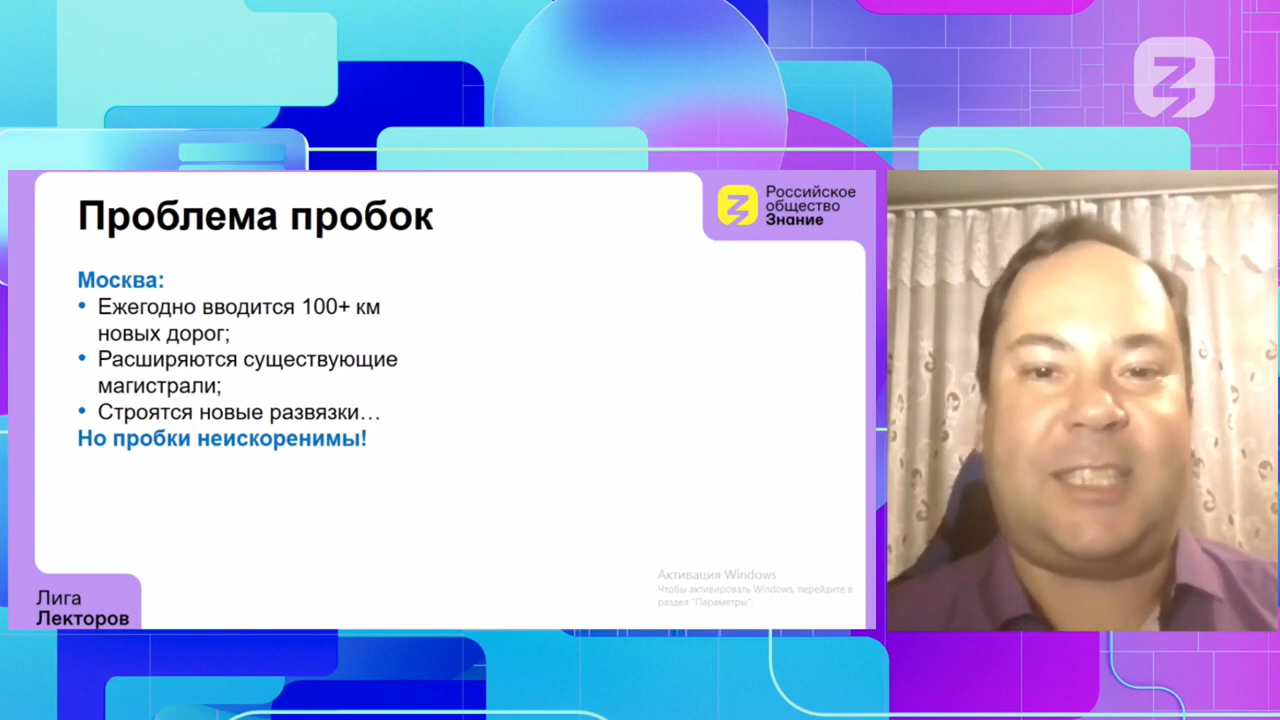 Проблема пробок
Российское
общество
Знание
Москва:
• Ежегодно вводится 100+ км
новых дорог;
• Расширяются существующие
магистрали;
• Строятся новые развязки…
Но пробки неискоренимы!
Активация Windows
Чтобы активировать Windows, перейдите в
раздел "Параметры".
Лига
Лекторов